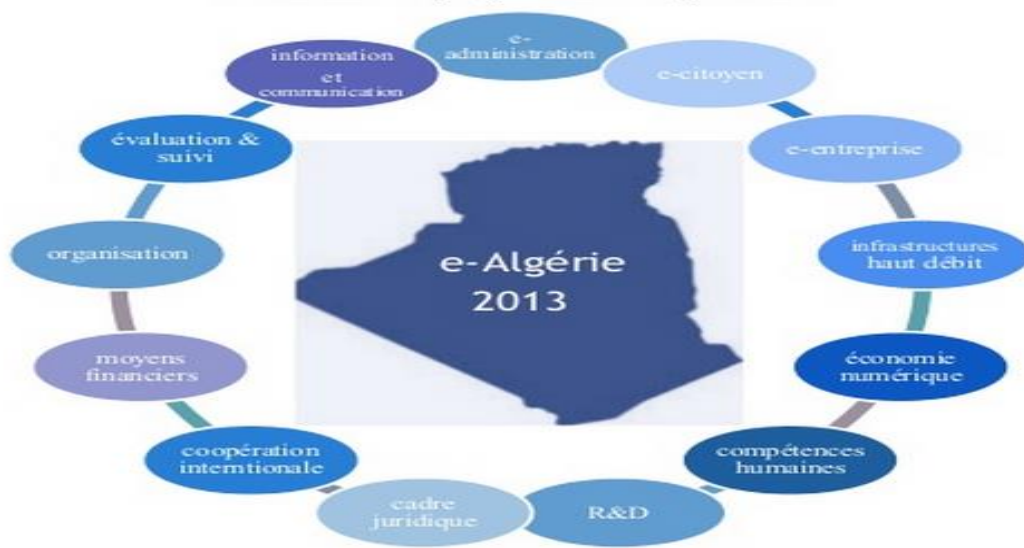 e-
administration
e-citoyen
e-entreprise
infrastructures
haut débit
économie
numérique
compétences
humaines
R&D
cadre
juridique
coopération
interntionale
moyens
financiers
organisation
évaluation &
suivi
information
et
communication
e-Algérie
2013